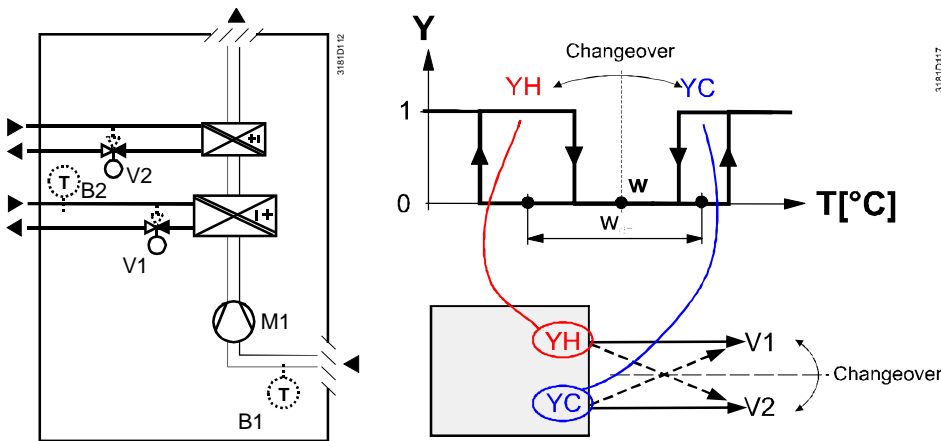 3181D112
V2
T
B2
V1
M1
T
B1
Y
Changeover
3181D117
YH
YC
1
w
0
T[°C]
w
YH
V1
Changeover
YC
V2